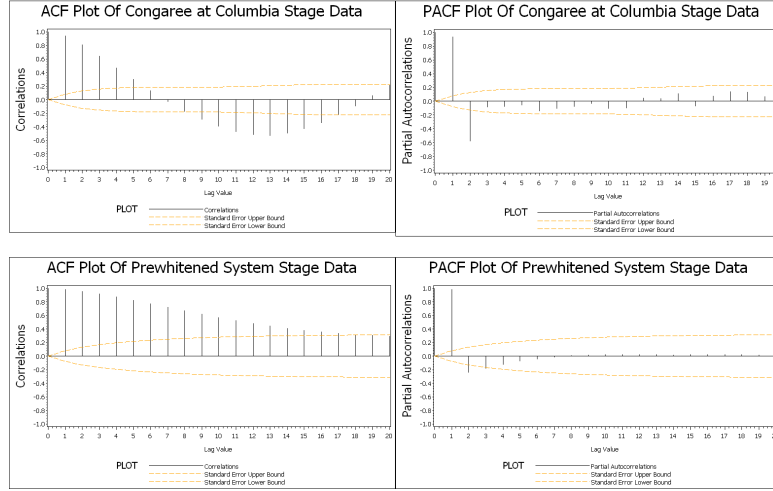 ACF Plot Of Congaree at Columbia Stage Data
Correlations
1.0
0.8
0.6
0.4
0.2
0.0
-0.2
-0.4
-0.6
-0.8
-1.0
0 1 2 3 4 5 6 7 8 9 10 11 12 13 14 15 16 17 18 19 20
Lag Value
PLOT
Correlations
Standard Error Upper Bound
Standard Error Lower Bound
PACF Plot Of Congaree at Columbia Stage Data
Partial Autocorrelations
1.0
0.8
0.6
0.4
0.2
0.0
-0.2
-0.4
-0.6
-0.8
-1.0
0 1 2 3 4 5 6 7 8 9 10 11 12 13 14 15 16 17 18 19
Lag Value
PLOT
Partial Autocorrelations
Standard Error Upper Bound
Standard Error Lower Bound
ACF Plot Of Prewhitened System Stage Data
Correlations
1.0
0.8
0.6
0.4
0.2
0.0
-0.2
-0.4
-0.6
-0.8
-1.0
0 1 2 3 4 5 6 7 8 9 10 11 12 13 14 15 16 17 18 19 20
Lag Value
PLOT
Correlations
Standard Error Upper Bound
Standard Error Lower Bound
PACF Plot Of Prewhitened System Stage Data
Partial Autocorrelations
1.0
0.8
0.6
0.4
0.2
0.0
-0.2
-0.4
-0.6
-0.8
-1.0
0 1 2 3 4 5 6 7 8 9 10 11 12 13 14 15 16 17 18 19
Lag Value
PLOT
Partial Autocorrelations
Standard Error Upper Bound
Standard Error Lower Bound